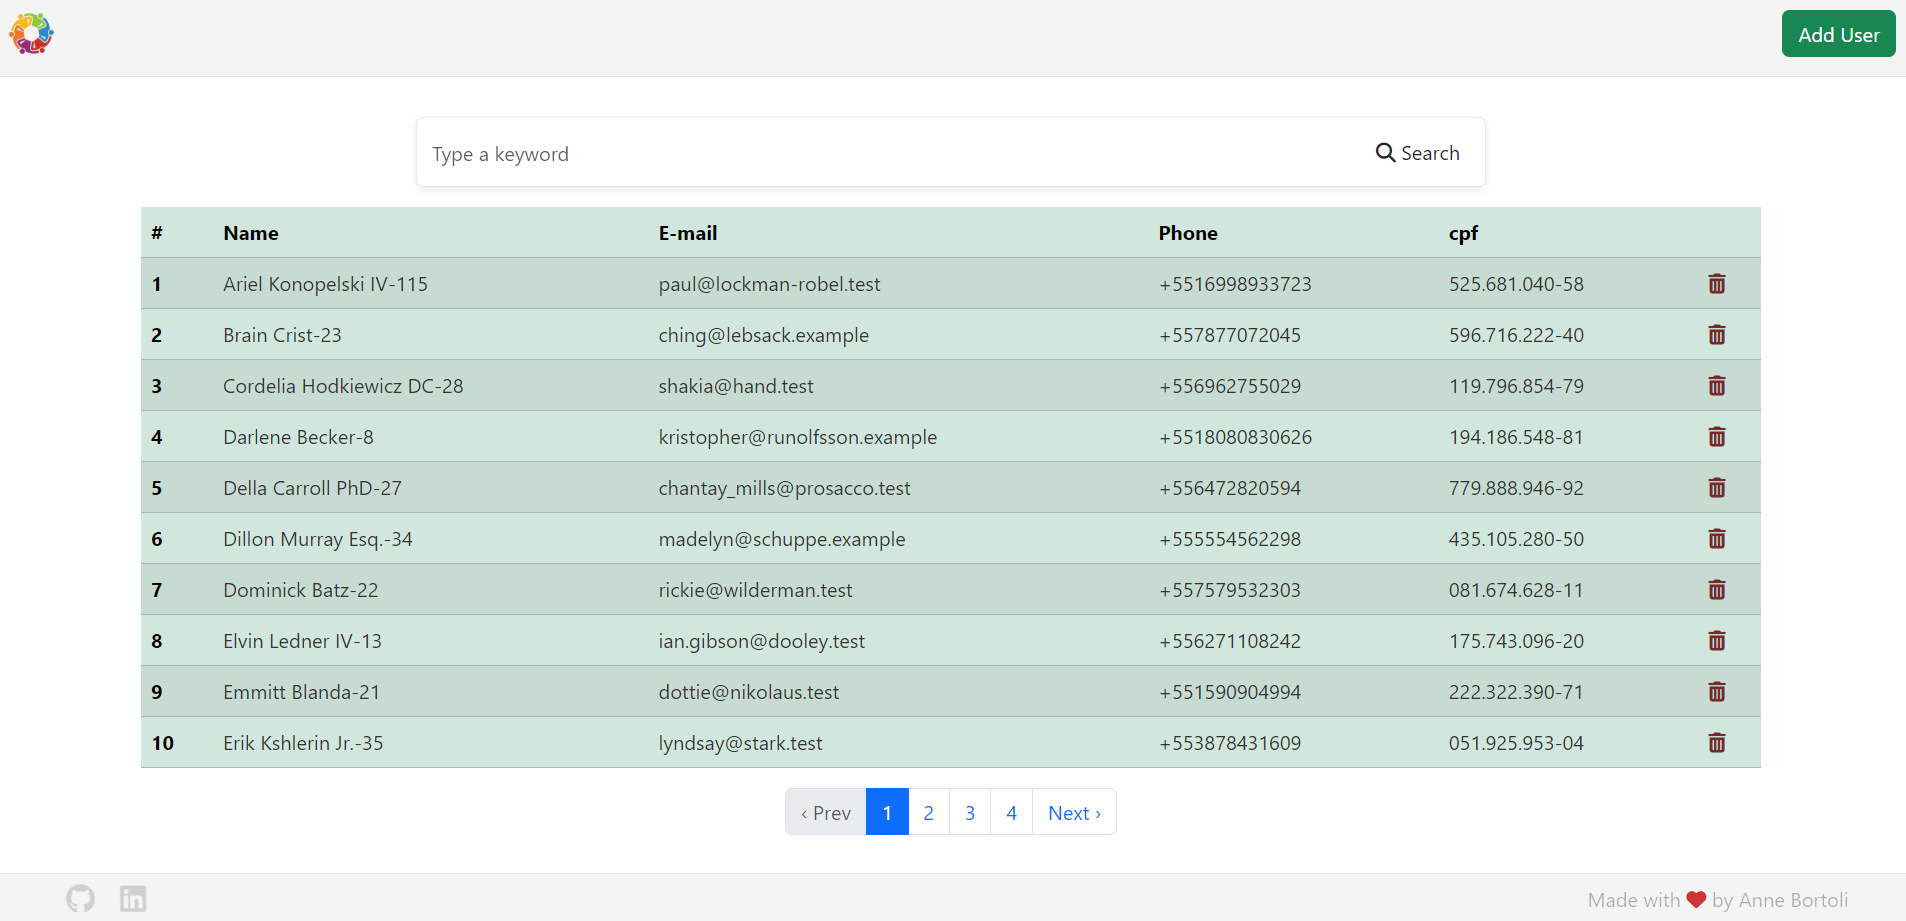 Add User
Type a keyword Search
# Name E-mail Phone cpf
1 Ariel Konopelski IV-115 paul@lockman-robel.test +5516998933723 525.681.040-58
2 Brain Crist-23 ching@lebsack.example +557877072045 596.716.222-40
3 Cordelia Hodkiewicz DC-28 shakia@hand.test +556962755029 119.796.854-79
4 Darlene Becker-8 kristopher@runolfsson.example +5518080830626 194.186.548-81
5 Della Carroll PhD-27 chantay_mills@prosacco.test +556472820594 779.888.946-92
6 Dillon Murray Esq.-34 madelyn@schuppe.example +555554562298 435.105.280-50
7 Dominick Batz-22 rickie@wilderman.test +557579532303 081.674.628-11
8 Elvin Ledner IV-13 ian.gibson@dooley.test +556271108242 175.743.096-20
9 Emmitt Blanda-21 dottie@nikolaus.test +551590904994 222.322.390-71
10 Erik Kshlerin Jr.-35 lyndsay@stark.test +553878431609 051.925.953-04
‹ Prev 1 2 3 4 Next ›
in Made with ❤ by Anne Bortoli